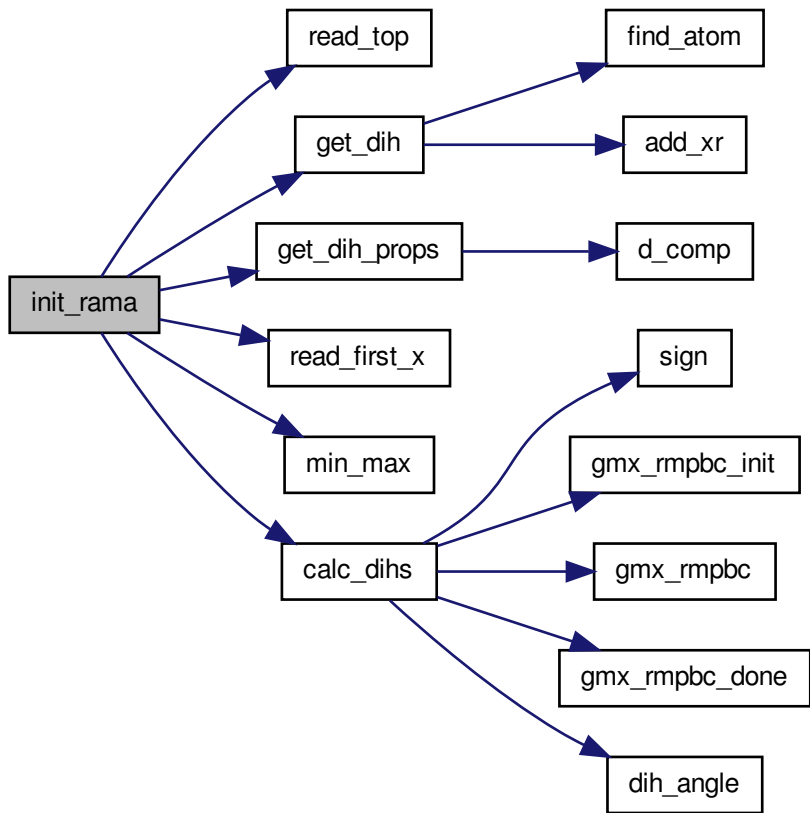 read_top
find_atom
get_dih
add_xr
get_dih_props
d_comp
init_rama
read_first_x
sign
min_max
gmx_rmpbc_init
calc_dihs
gmx_rmpbc
gmx_rmpbc_done
dih_angle